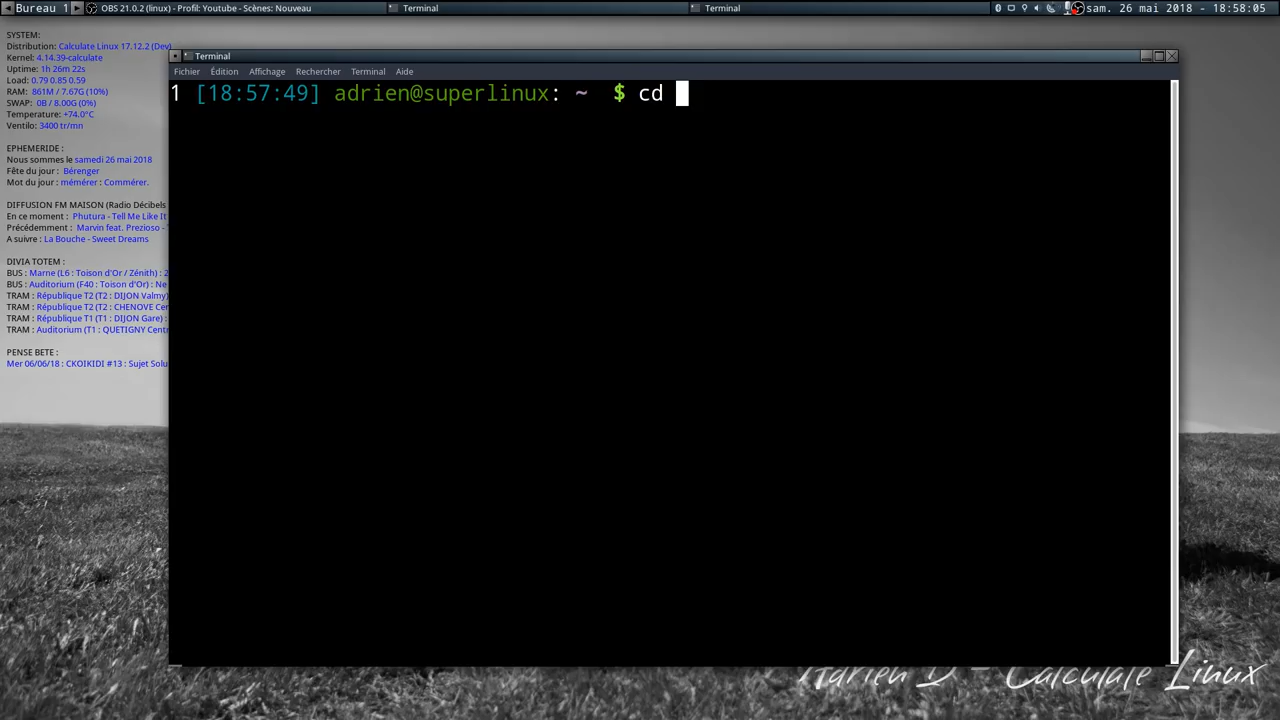 Bureau 1
OBS 21.0.2 (linux) - Profil: Youtube - Scènes: Nouveau
Terminal
Terminal
sam. 26 mai 2018 - 18:58:05
SYSTEM:
Distribution: Calculate Linux 17.12.2 (Dev)
Kernel: 4.14.39-calculate
Uptime: 1h 26m 22s
Load: 0.79 0.85 0.59
RAM: 861M / 7.67G (10%)
SWAP: 0B / 8.00G (0%)
Temperature: +74.0°C
Ventilo: 3400 tr/mn
EPHEMERIDE :
Nous sommes le samedi 26 mai 2018
Fête du jour : Bérenger
Mot du jour : mémérer : Commérer.
DIFFUSION FM MAISON (Radio Décibels
En ce moment : Phutura - Tell Me Like It
Précédemment : Marvin feat. Prezioso -
A suivre : La Bouche - Sweet Dreams
DIVIA TOTEM :
BUS : Marne (L6 : Toison d'Or / Zénith) : 2
BUS : Auditorium (F40 : Toison d'Or) : Ne
TRAM : République T2 (T2 : DIJON Valmy)
TRAM : République T2 (T2 : CHENOVE Cen
TRAM : République T1 (T1 : DIJON Gare) :
TRAM : Auditorium (T1 : QUETIGNY Centr
PENSE BETE :
Mer 06/06/18 : CKOIKIDI #13 : Sujet Solu
Terminal
Fichier Édition Affichage Rechercher Terminal Aide
1 [18:57:49] adrien@superlinux: ~ $ cd
Adrien D - Calculate Linux